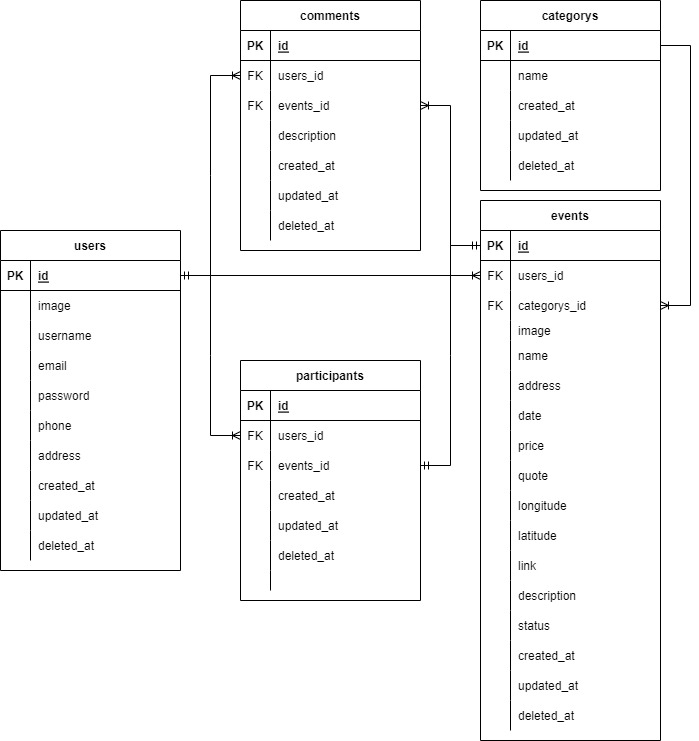 comments
PK id
FK users_id
FK events_id
description
created_at
updated_at
deleted_at
categorys
PK id
name
created_at
updated_at
deleted_at
users
PK id
image
username
email
password
phone
address
created_at
updated_at
deleted_at
participants
PK id
FK users_id
FK events_id
created_at
updated_at
deleted_at
events
PK id
FK users_id
FK categorys_id
image
name
address
date
price
quote
longitude
latitude
link
description
status
created_at
updated_at
deleted_at